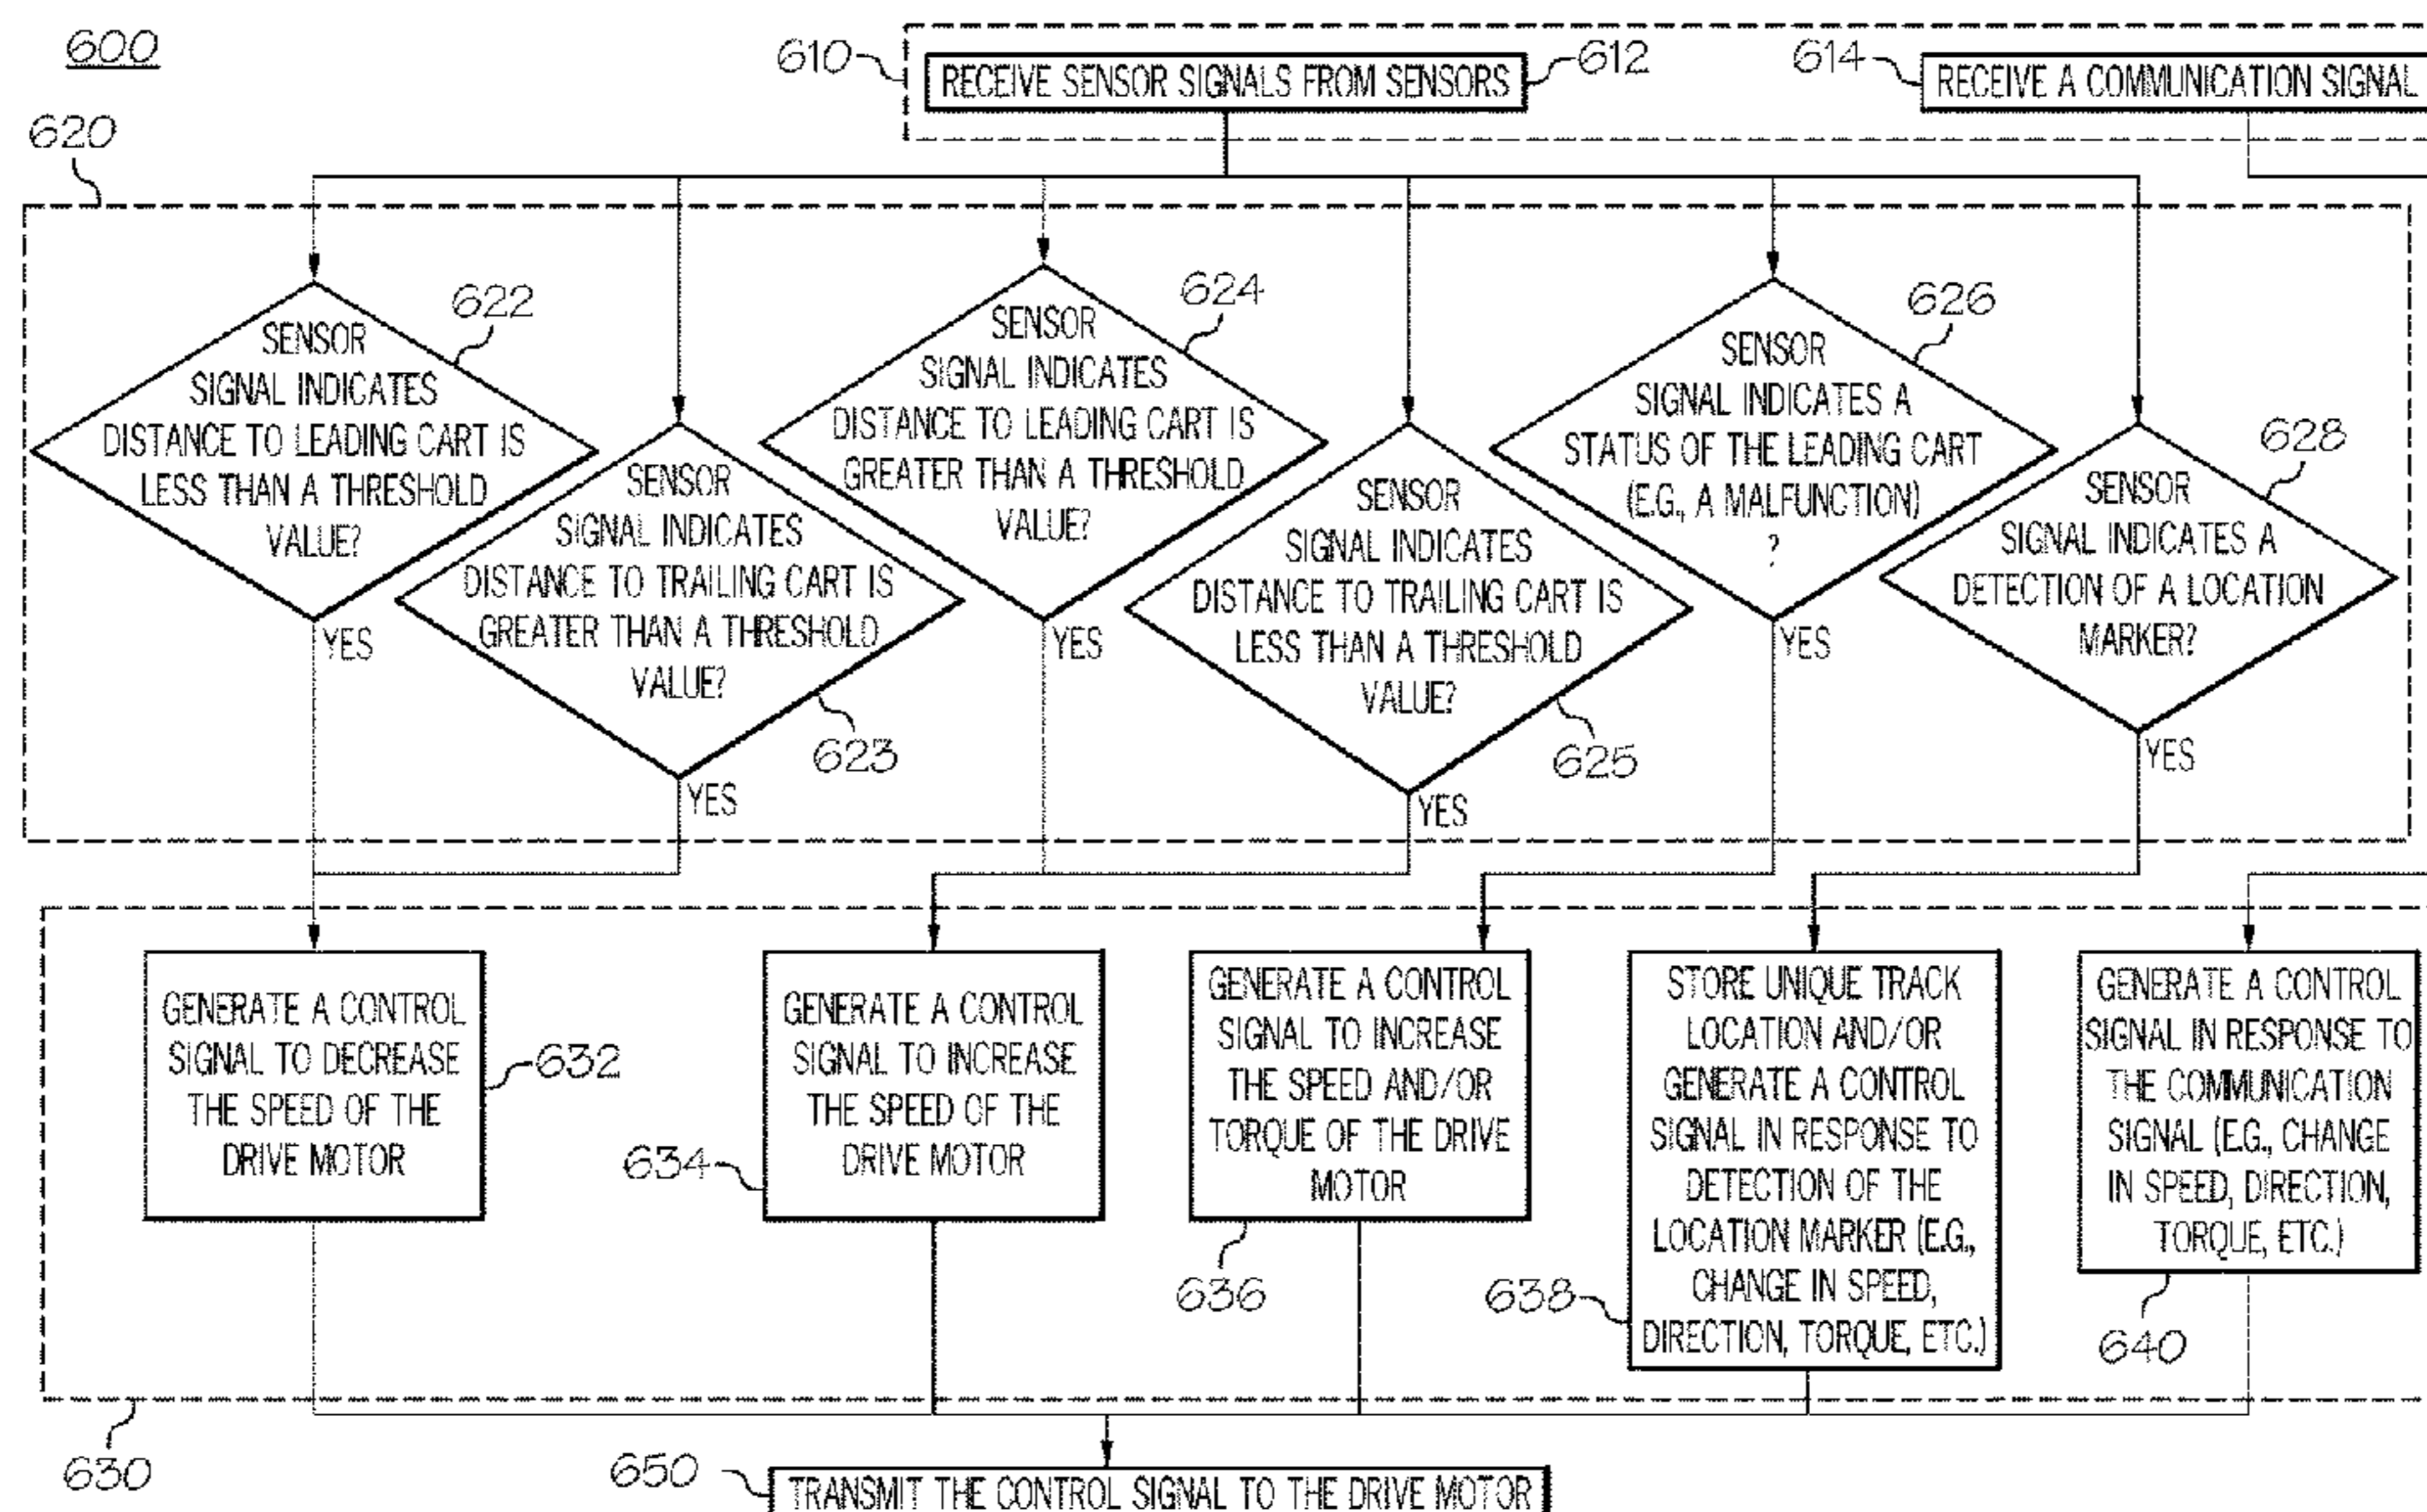 600
610
RECEIVE SENSOR SIGNALS FROM SENSORS
612
614
RECEIVE A COMMUNICATION SIGNAL
620
SENSOR
SIGNAL INDICATES
DISTANCE TO LEADING CART IS
LESS THAN A THRESHOLD
VALUE?
622
YES
SENSOR
SIGNAL INDICATES
DISTANCE TO TRAILING CART IS
GREATER THAN A THRESHOLD
VALUE?
623
YES
SENSOR
SIGNAL INDICATES
DISTANCE TO LEADING CART IS
GREATER THAN A THRESHOLD
VALUE?
624
YES
SENSOR
SIGNAL INDICATES
DISTANCE TO TRAILING CART IS
LESS THAN A THRESHOLD
VALUE?
625
YES
SENSOR
SIGNAL INDICATES A
STATUS OF THE LEADING CART
(E.G., A MALFUNCTION)
?
626
YES
SENSOR
SIGNAL INDICATES A
DETECTION OF A LOCATION
MARKER?
628
YES
GENERATE A CONTROL
SIGNAL TO DECREASE
THE SPEED OF THE
DRIVE MOTOR
632
GENERATE A CONTROL
SIGNAL TO INCREASE
THE SPEED OF THE
DRIVE MOTOR
634
GENERATE A CONTROL
SIGNAL TO INCREASE
THE SPEED AND/OR
TORQUE OF THE DRIVE
MOTOR
636
STORE UNIQUE TRACK
LOCATION AND/OR
GENERATE A CONTROL
SIGNAL IN RESPONSE TO
DETECTION OF THE
LOCATION MARKER (E.G.,
CHANGE IN SPEED,
DIRECTION, TORQUE, ETC.)
638
GENERATE A CONTROL
SIGNAL IN RESPONSE TO
THE COMMUNICATION
SIGNAL (E.G., CHANGE
IN SPEED, DIRECTION,
TORQUE, ETC.)
640
630
650
TRANSMIT THE CONTROL SIGNAL TO THE DRIVE MOTOR